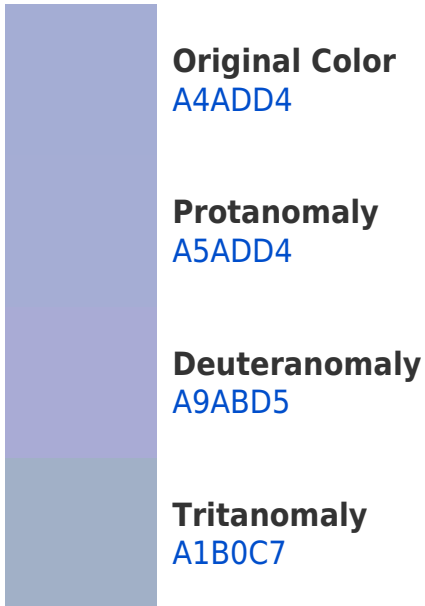 Original Color
A4ADD4
Protanomaly
A5ADD4
Deuteranomaly
A9ABD5
Tritanomaly
A1B0C7